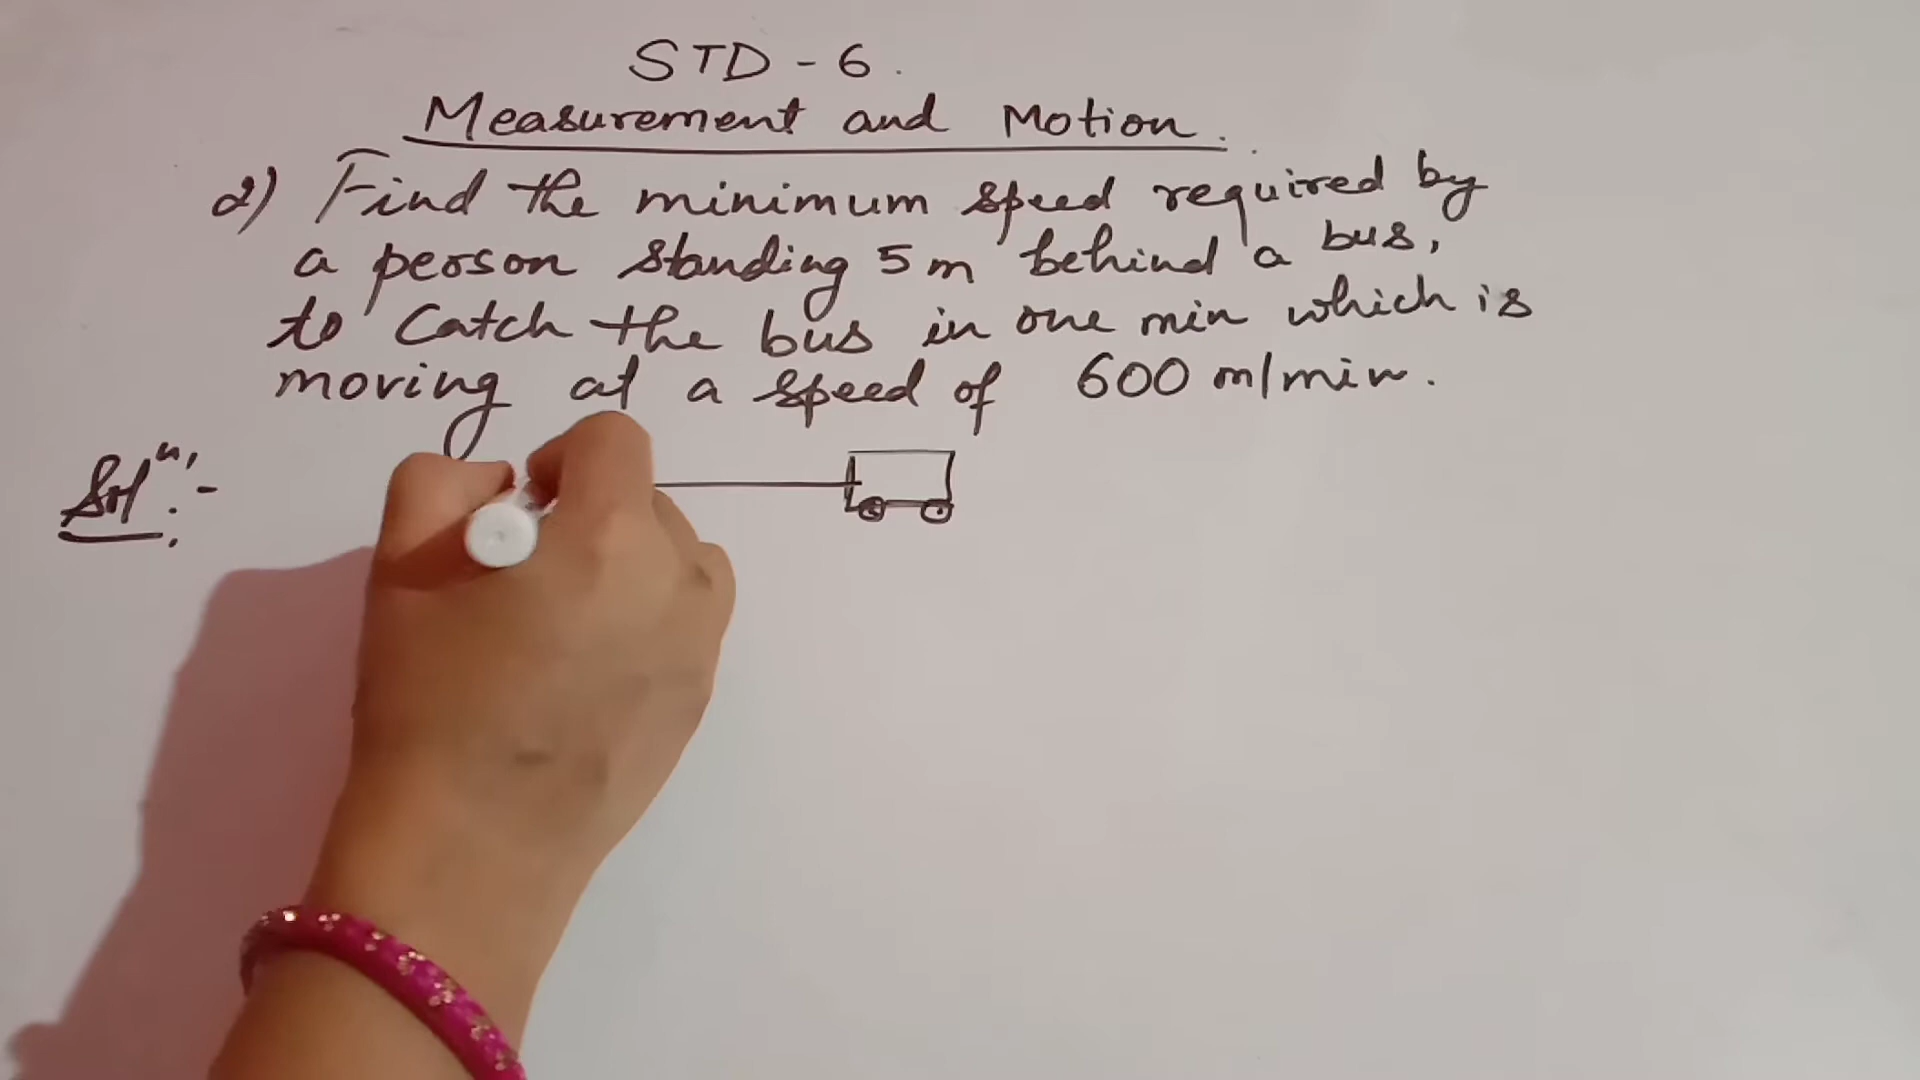 STD - 6.
Measurement and Motion.
2) Find the minimum speed required by
a person standing 5 m behind a bus,
to Catch the bus in one min which is
moving at a speed of 600 m/min.
Solⁿ,:-